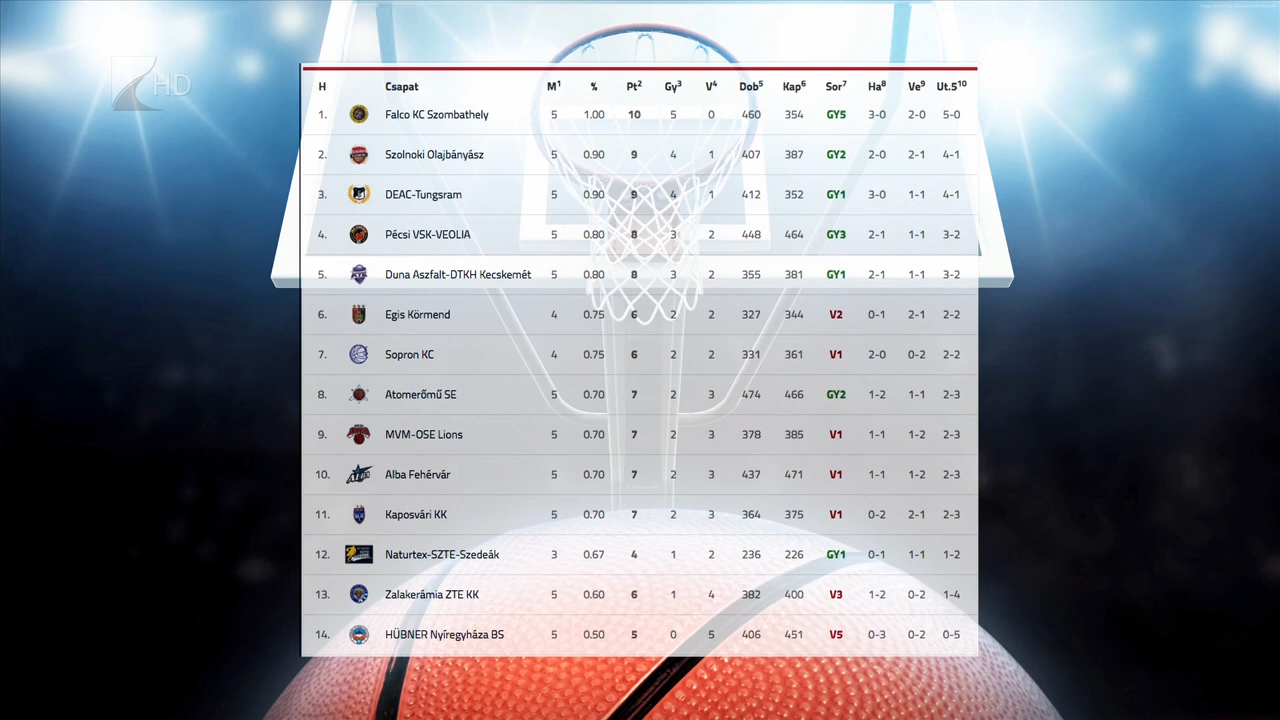 HD
H Csapat M¹ % Pt² Gy³ V⁴ Dob⁵ Kap⁶ Sor⁷ Ha⁸ Ve⁹ Ut.5¹⁰
1. Falco KC Szombathely 5 1.00 10 5 0 460 354 GY5 3-0 2-0 5-0
2. Szolnoki Olajbányász 5 0.90 9 4 1 407 387 GY2 2-0 2-1 4-1
3. DEAC-Tungsram 5 0.90 9 4 1 412 352 GY1 3-0 1-1 4-1
4. Pécsi VSK-VEOLIA 5 0.80 8 3 2 448 464 GY3 2-1 1-1 3-2
5. Duna Aszfalt-DTKH Kecskemét 5 0.80 8 3 2 355 381 GY1 2-1 1-1 3-2
6. Egis Körmend 4 0.75 6 2 2 327 344 V2 0-1 2-1 2-2
7. Sopron KC 4 0.75 6 2 2 331 361 V1 2-0 0-2 2-2
8. Atomerőmű SE 5 0.70 7 2 3 474 466 GY2 1-2 1-1 2-3
9. MVM-OSE Lions 5 0.70 7 2 3 378 385 V1 1-1 1-2 2-3
10. Alba Fehérvár 5 0.70 7 2 3 437 471 V1 1-1 1-2 2-3
11. Kaposvári KK 5 0.70 7 2 3 364 375 V1 0-2 2-1 2-3
12. Naturtex-SZTE-Szedeák 3 0.67 4 1 2 236 226 GY1 0-1 1-1 1-2
13. Zalakerámia ZTE KK 5 0.60 6 1 4 382 400 V3 1-2 0-2 1-4
14. HÜBNER Nyíregyháza BS 5 0.50 5 0 5 406 451 V5 0-3 0-2 0-5